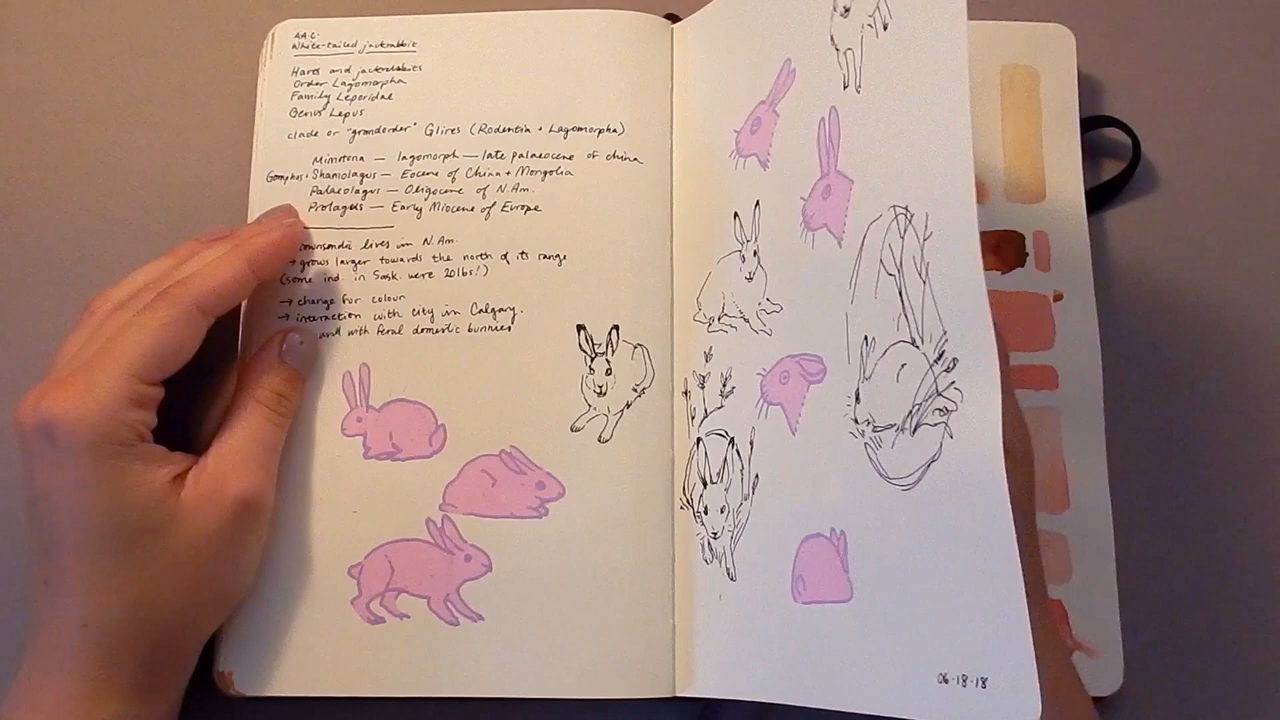 A.A.C.
White-tailed jackrabbit
Hares and jackrabbits
Order Lagomorpha
Family Leporidae
Genus Lepus
clade or "grandorder" Glires (Rodentia + Lagomorpha)
Mimotona — lagomorph — late palaeocene of china
Gomphos • Shamolagus — Eocene of China + Mongolia
Palaeolagus — Oligocene of N.Am.
Prolagus — Early Miocene of Europe
townsendii lives in N.Am.
→ grows larger towards the north of its range
(some ind. in Sask. were 20lbs!)
→ change fur colour
→ interaction with city in Calgary.
and with feral domestic bunnies
06-18-18